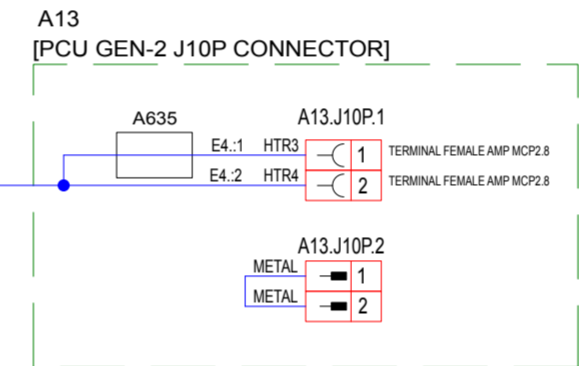 A13
[PCU GEN-2 J10P CONNECTOR]
A635
A13.J10P.1
E4.:1 HTR3 1 TERMINAL FEMALE AMP MCP2.8
E4.:2 HTR4 2 TERMINAL FEMALE AMP MCP2.8
A13.J10P.2
METAL 1
METAL 2